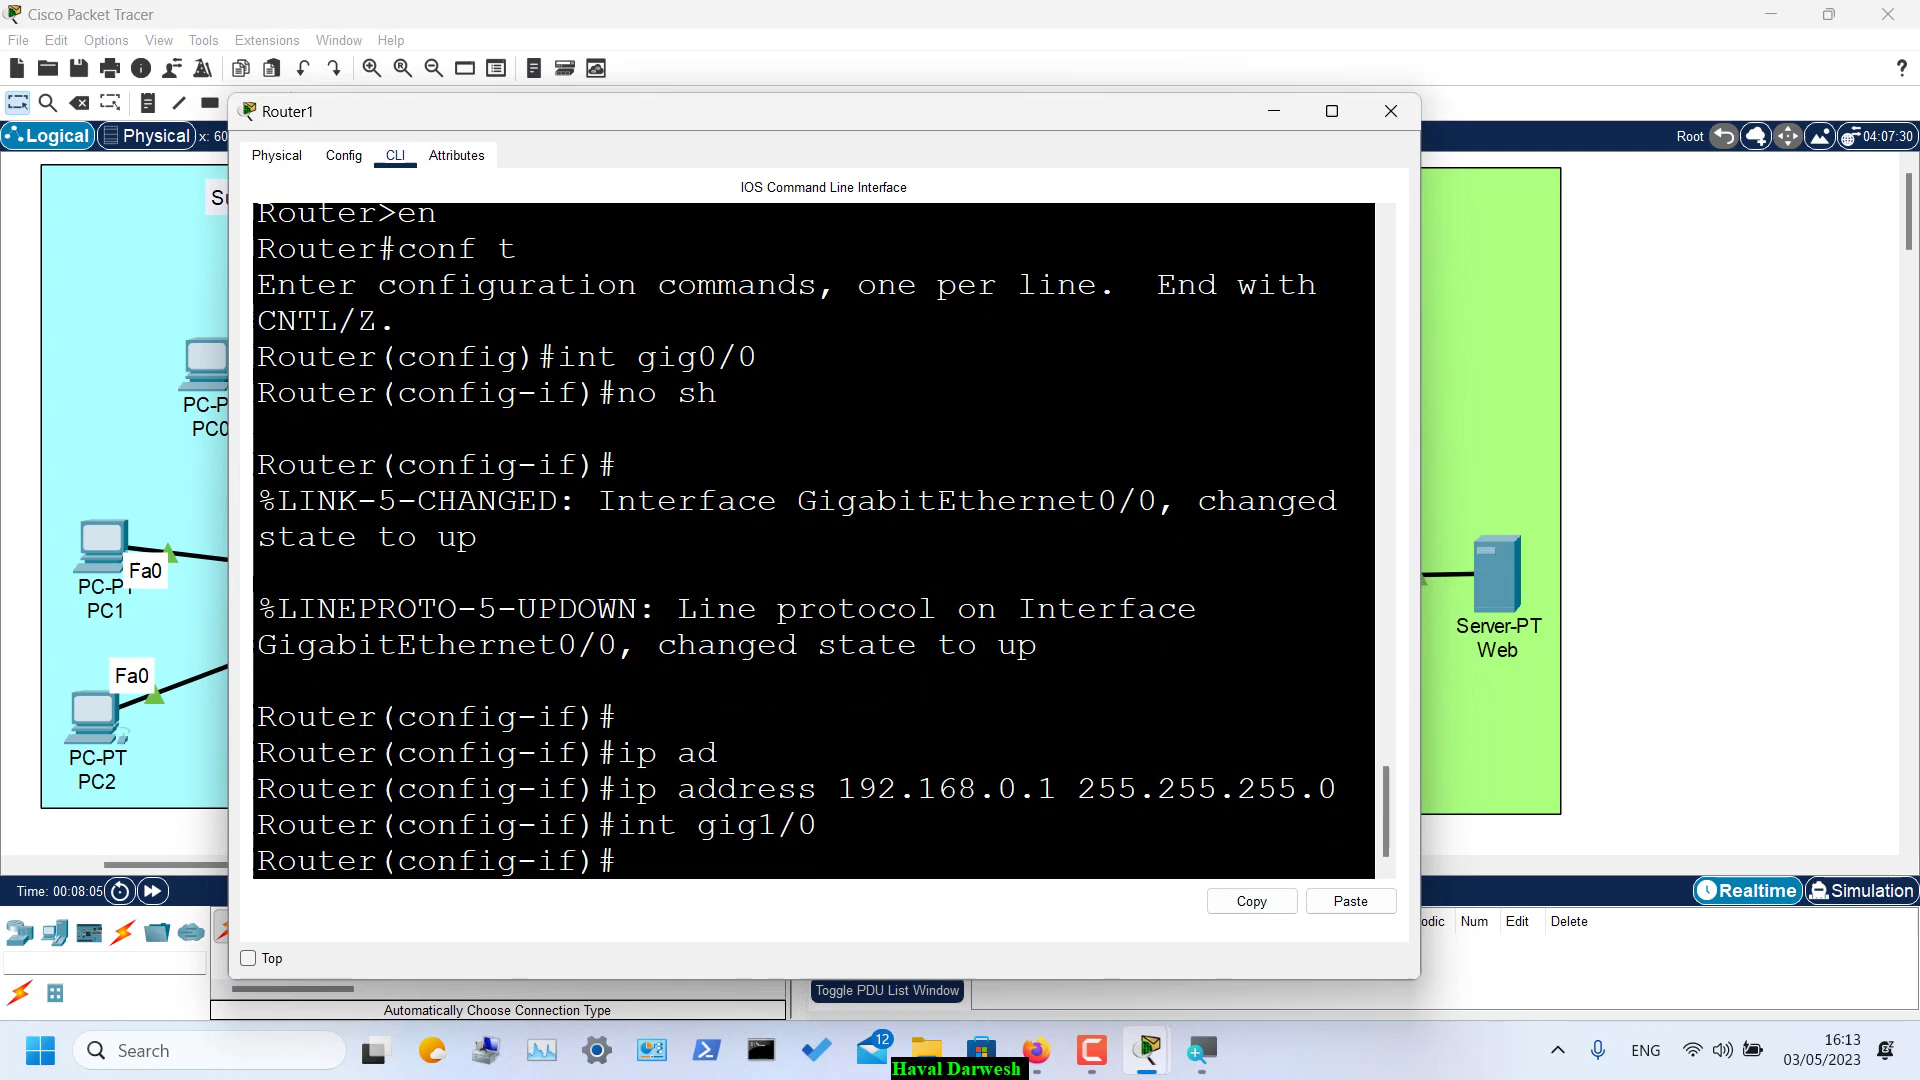 Cisco Packet Tracer
File Edit Options View Tools Extensions Window Help
?
Logical Physical x: 60
Root 04:07:30
Router1
Physical Config CLI Attributes
IOS Command Line Interface
Router>en
Router#conf t
Enter configuration commands, one per line. End with
CNTL/Z.
Router(config)#int gig0/0
Router(config-if)#no sh
Router(config-if)#
%LINK-5-CHANGED: Interface GigabitEthernet0/0, changed
state to up
%LINEPROTO-5-UPDOWN: Line protocol on Interface
GigabitEthernet0/0, changed state to up
Router(config-if)#
Router(config-if)#ip ad
Router(config-if)#ip address 192.168.0.1 255.255.255.0
Router(config-if)#int gig1/0
Router(config-if)#
Copy Paste
Top
PC-P
PC0
Fa0
PC-PT
PC1
Fa0
PC-PT
PC2
Server-PT
Web
Time: 00:08:05
Realtime Simulation
odic Num Edit Delete
Toggle PDU List Window
Automatically Choose Connection Type
Search
12
ENG
16:13
03/05/2023
Haval Darwesh